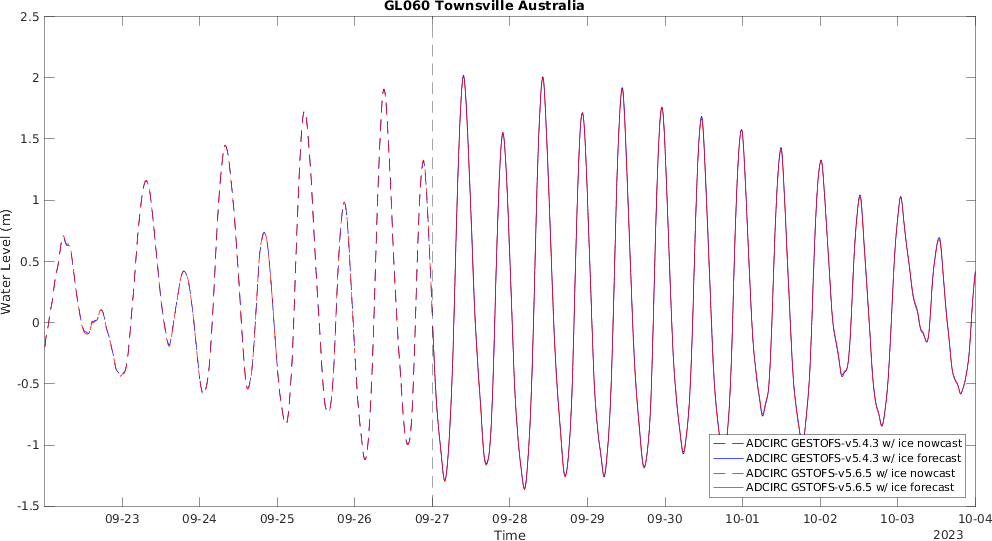 GL060 Townsville Australia
2.5
2
1.5
1
0.5
0
-0.5
-1
-1.5
Water Level (m)
ADCIRC GESTOFS-v5.4.3 w/ ice nowcast
ADCIRC GESTOFS-v5.4.3 w/ ice forecast
ADCIRC GSTOFS-v5.6.5 w/ ice nowcast
ADCIRC GSTOFS-v5.6.5 w/ ice forecast
09-23 09-24 09-25 09-26 09-27 09-28 09-29 09-30 10-01 10-02 10-03 10-04
Time
2023